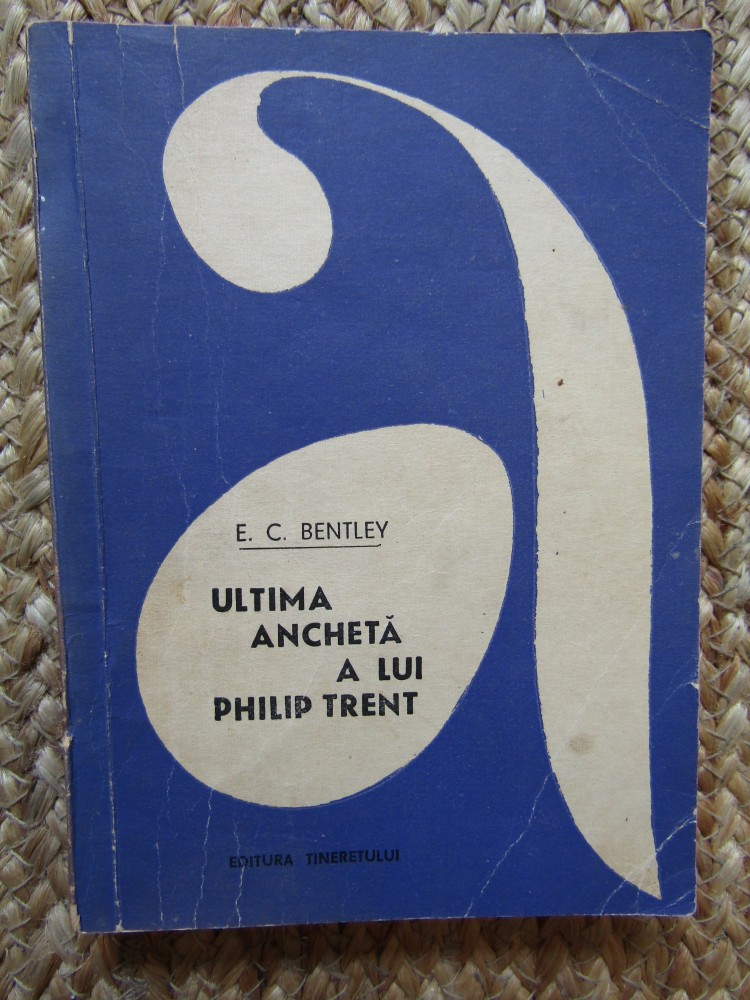 E. C. BENTLEY
ULTIMA
ANCHETĂ
A LUI
PHILIP TRENT
EDITURA TINERETULUI